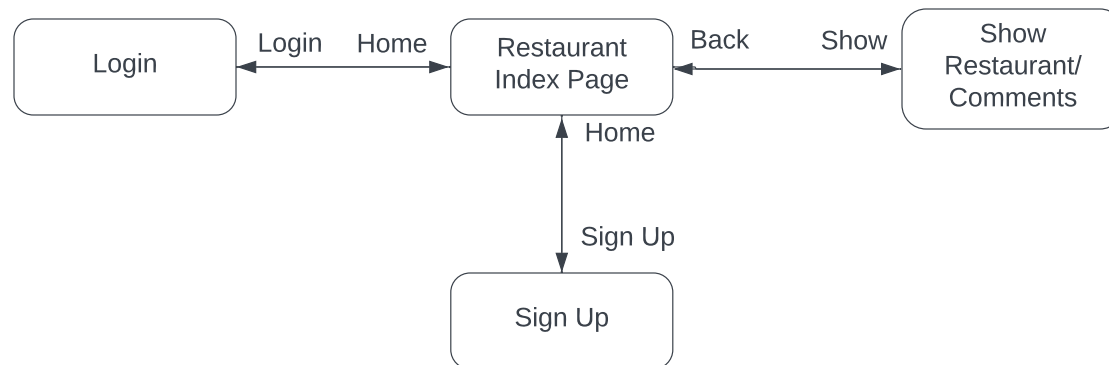 Login
Login
Home
Restaurant
Index Page
Back
Show
Show
Restaurant/
Comments
Home
Sign Up
Sign Up